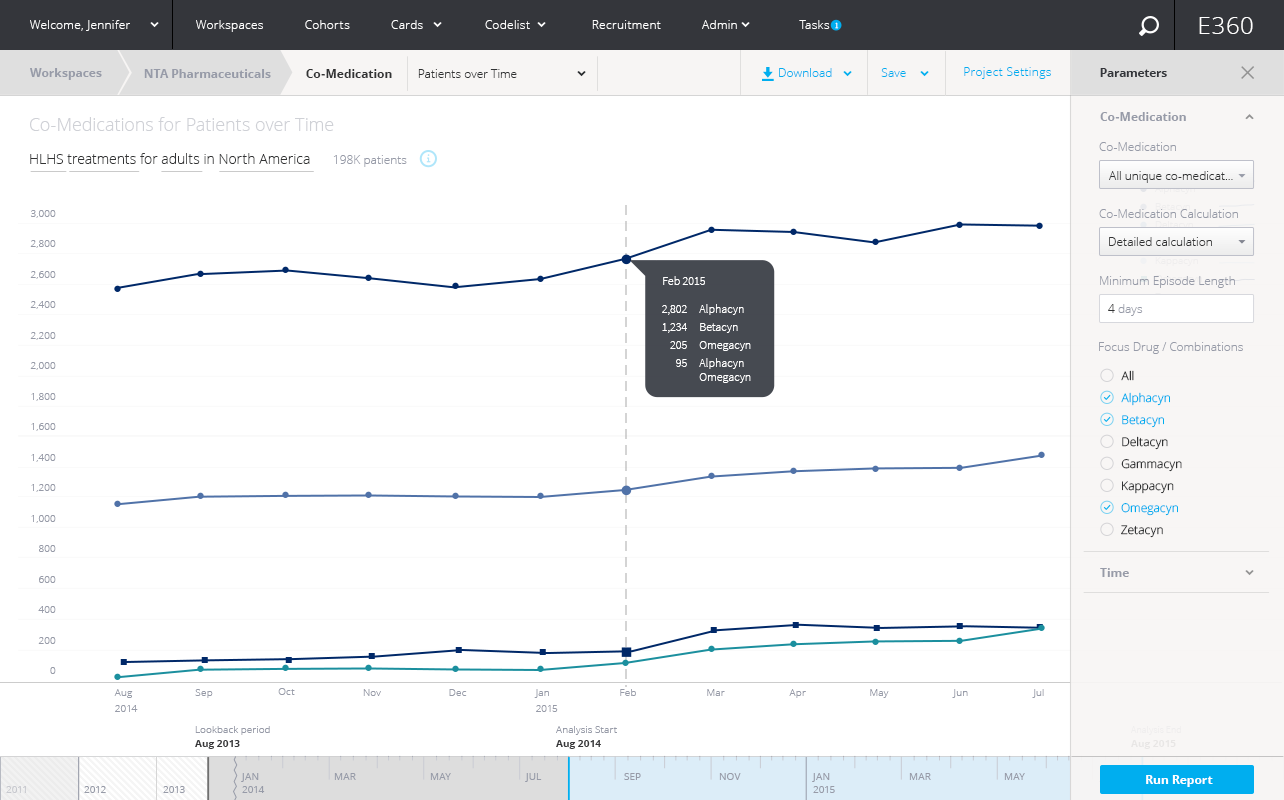 Welcome, Jennifer
Workspaces
Cohorts
Cards
Codelist
Recruitment
Admin
Tasks
E360
Workspaces
NTA Pharmaceuticals
Co-Medication
Patients over Time
Download
Save
Project Settings
Parameters
Co-Medications for Patients over Time
HLHS treatments for adults in North America
198K patients
3,000
2,800
2,600
2,400
2,200
2,000
1,800
1,600
1,400
1,200
1,000
800
600
400
200
0
Feb 2015
2,802 Alphacyn
1,234 Betacyn
205 Omegacyn
95 Alphacyn
Omegacyn
Aug Sep Oct Nov Dec Jan Feb Mar Apr May Jun Jul
2014 2015
Lookback period
Aug 2013
Analysis Start
Aug 2014
2011
2012
2013
JAN MAR MAY JUL SEP NOV JAN MAR MAY
2014 2015
Co-Medication
Co-Medication
All unique co-medicat...
Co-Medication Calculation
Detailed calculation
Minimum Episode Length
4 days
Focus Drug / Combinations
All
Alphacyn
Betacyn
Deltacyn
Gammacyn
Kappacyn
Omegacyn
Zetacyn
Time
Aug 2015
Run Report